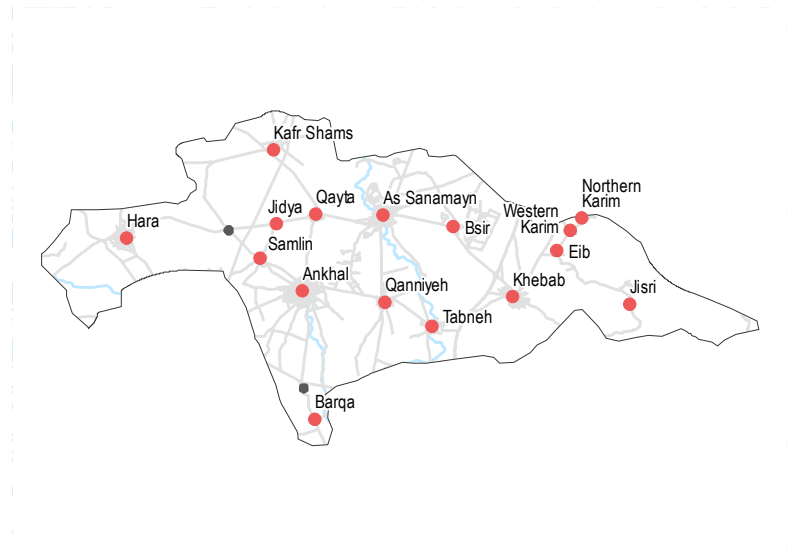 Kafr Shams
Northern
Karim
Qayta
As Sanamayn
Jidya
Western
Karim
Hara
Bsir
Samlin
Eib
Ankhal
Qanniyeh
Khebab
Jisri
Tabneh
Barqa